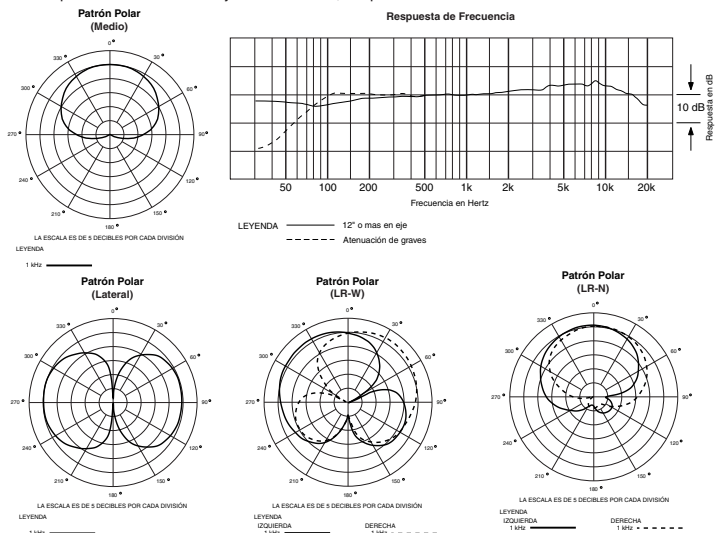 Patrón Polar
(Medio)
0°
30°
60°
90°
120°
150°
180°
210°
240°
270°
300°
330°
LA ESCALA ES DE 5 DECIBLES POR CADA DIVISIÓN
LEYENDA
1 kHz
Respuesta de Frecuencia
10 dB
Respuesta en dB
50 100 200 500 1k 2k 5k 10k 20k
Frecuencia en Hertz
LEYENDA
12" o mas en eje
Atenuación de graves
Patrón Polar
(Lateral)
0°
30°
60°
90°
120°
150°
180°
210°
240°
270°
300°
330°
LA ESCALA ES DE 5 DECIBLES POR CADA DIVISIÓN
LEYENDA
1 kHz
Patrón Polar
(LR-W)
0°
30°
60°
90°
120°
150°
180°
210°
240°
270°
300°
330°
LA ESCALA ES DE 5 DECIBLES POR CADA DIVISIÓN
LEYENDA
IZQUIERDA DERECHA
1 kHz 1 kHz
Patrón Polar
(LR-N)
0°
30°
60°
90°
120°
150°
180°
210°
240°
270°
300°
330°
LA ESCALA ES DE 5 DECIBLES POR CADA DIVISIÓN
LEYENDA
IZQUIERDA DERECHA
1 kHz 1 kHz